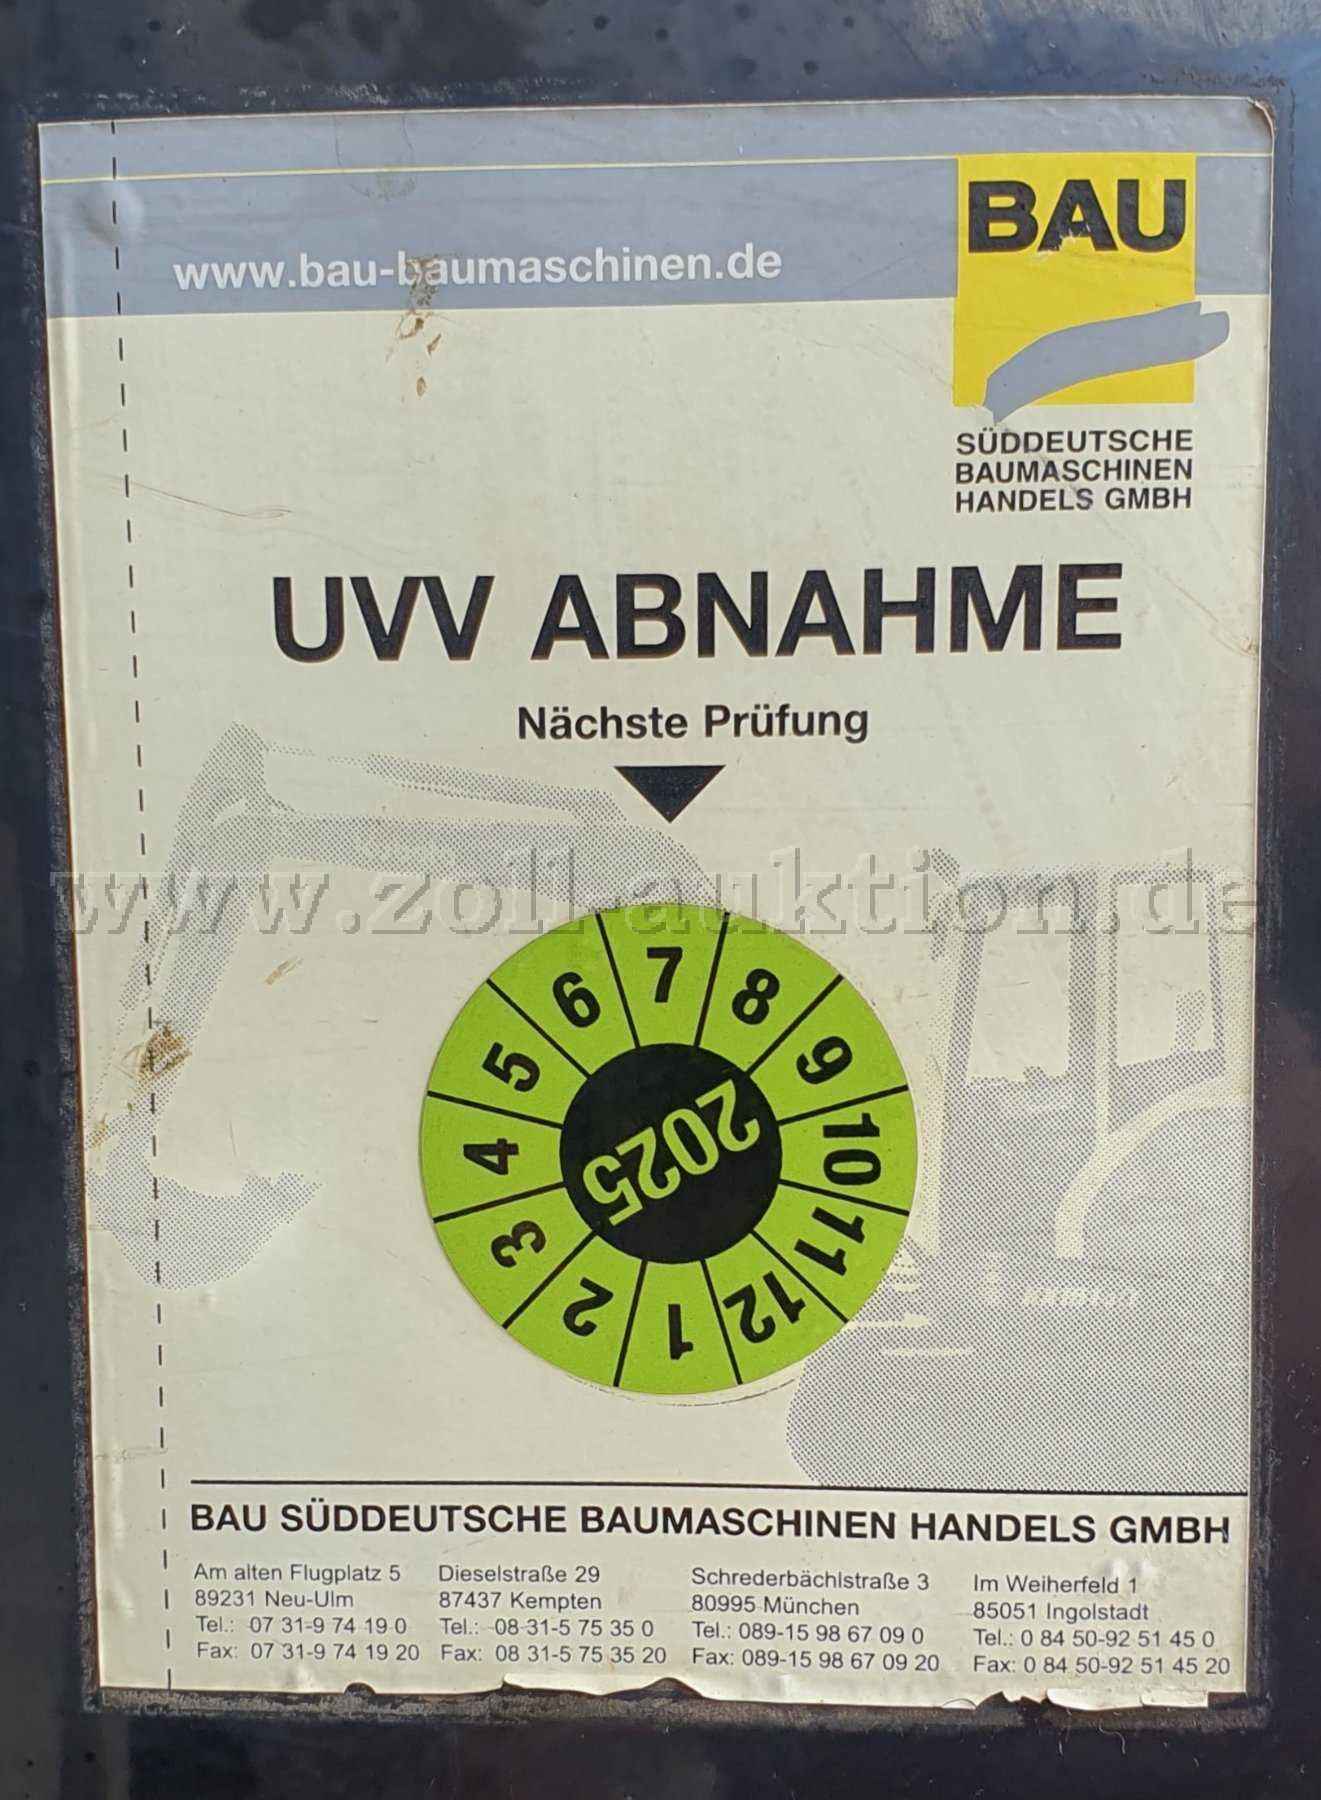 www.bau-baumaschinen.de
BAU
SÜDDEUTSCHE
BAUMASCHINEN
HANDELS GMBH
UVV ABNAHME
Nächste Prüfung
www.zoll-auktion.de
7
8
9
10
11
12
1
2
3
4
5
6
2025
BAU SÜDDEUTSCHE BAUMASCHINEN HANDELS GMBH
Am alten Flugplatz 5
89231 Neu-Ulm
Tel.: 07 31-9 74 19 0
Fax: 07 31-9 74 19 20
Dieselstraße 29
87437 Kempten
Tel.: 08 31-5 75 35 0
Fax: 08 31-5 75 35 20
Schrederbächlstraße 3
80995 München
Tel.: 089-15 98 67 09 0
Fax: 089-15 98 67 09 20
Im Weiherfeld 1
85051 Ingolstadt
Tel.: 0 84 50-92 51 45 0
Fax: 0 84 50-92 51 45 20